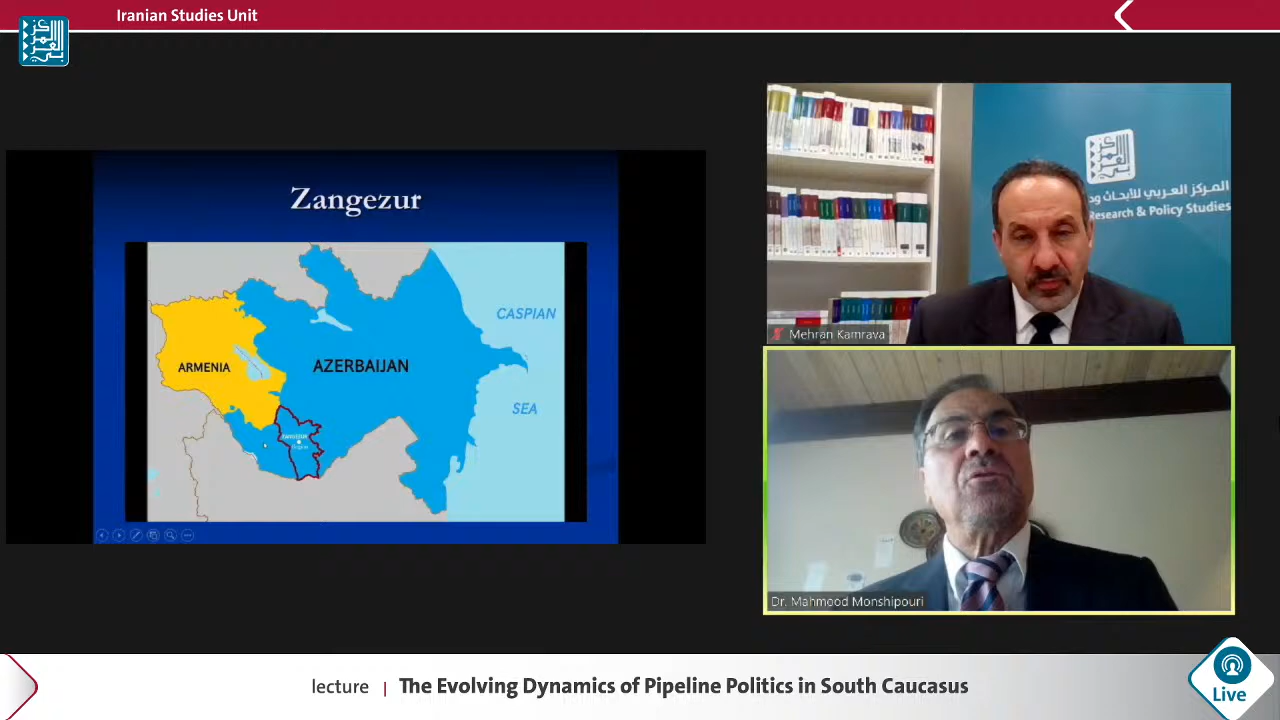 Iranian Studies Unit
Zangezur
CASPIAN
ARMENIA
AZERBAIJAN
SEA
المركز العربي للأبحاث ود
Research & Policy Studies
Mehran Kamrava
Dr. Mahmood Monshipouri
lecture | The Evolving Dynamics of Pipeline Politics in South Caucasus
Live